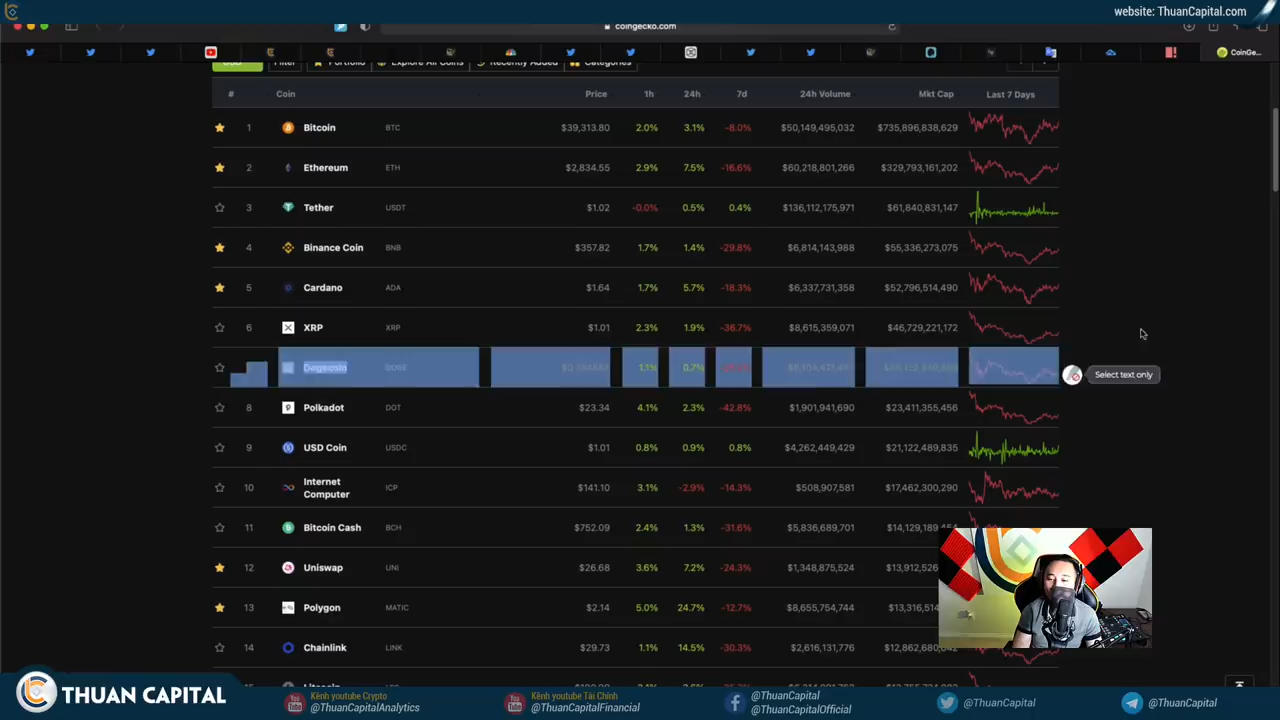 website: ThuanCapital.com
coingecko.com
CoinGe...
Portfolio
Explore All Coins
Recently Added
Categories
# Coin Price 1h 24h 7d 24h Volume Mkt Cap Last 7 Days
1 Bitcoin BTC $39,313.80 2.0% 3.1% -8.0% $50,149,495,032 $735,896,838,629
2 Ethereum ETH $2,834.55 2.9% 7.5% -16.6% $60,218,801,266 $329,793,161,202
3 Tether USDT $1.02 -0.0% 0.5% 0.4% $136,112,175,971 $61,840,831,147
4 Binance Coin BNB $357.82 1.7% 1.4% -29.8% $6,814,143,988 $55,336,273,075
5 Cardano ADA $1.64 1.7% 5.7% -18.3% $6,337,731,358 $52,796,514,490
6 XRP XRP $1.01 2.3% 1.9% -36.7% $8,615,359,071 $46,729,221,172
Dogecoin DOGE 1.1% 0.7%
Select text only
8 Polkadot DOT $23.34 4.1% 2.3% -42.8% $1,901,941,690 $23,411,355,456
9 USD Coin USDC $1.01 0.8% 0.9% 0.8% $4,262,449,429 $21,122,489,835
10 Internet Computer ICP $141.10 3.1% -2.9% -14.3% $508,907,581 $17,462,300,290
11 Bitcoin Cash BCH $752.09 2.4% 1.3% -31.6% $5,836,689,701
12 Uniswap UNI $26.68 3.6% 7.2% -24.3% $1,348,875,524
13 Polygon MATIC $2.14 5.0% 24.7% -12.7% $8,655,754,744
14 Chainlink LINK $29.73 1.1% 14.5% -30.3% $2,616,131,776
THUAN CAPITAL
Kênh youtube Crypto
@ThuanCapitalAnalytics
Kênh youtube Tài Chính
@ThuanCapitalFinancial
@ThuanCapital
@ThuanCapitalOfficial
@ThuanCapital
@ThuanCapital